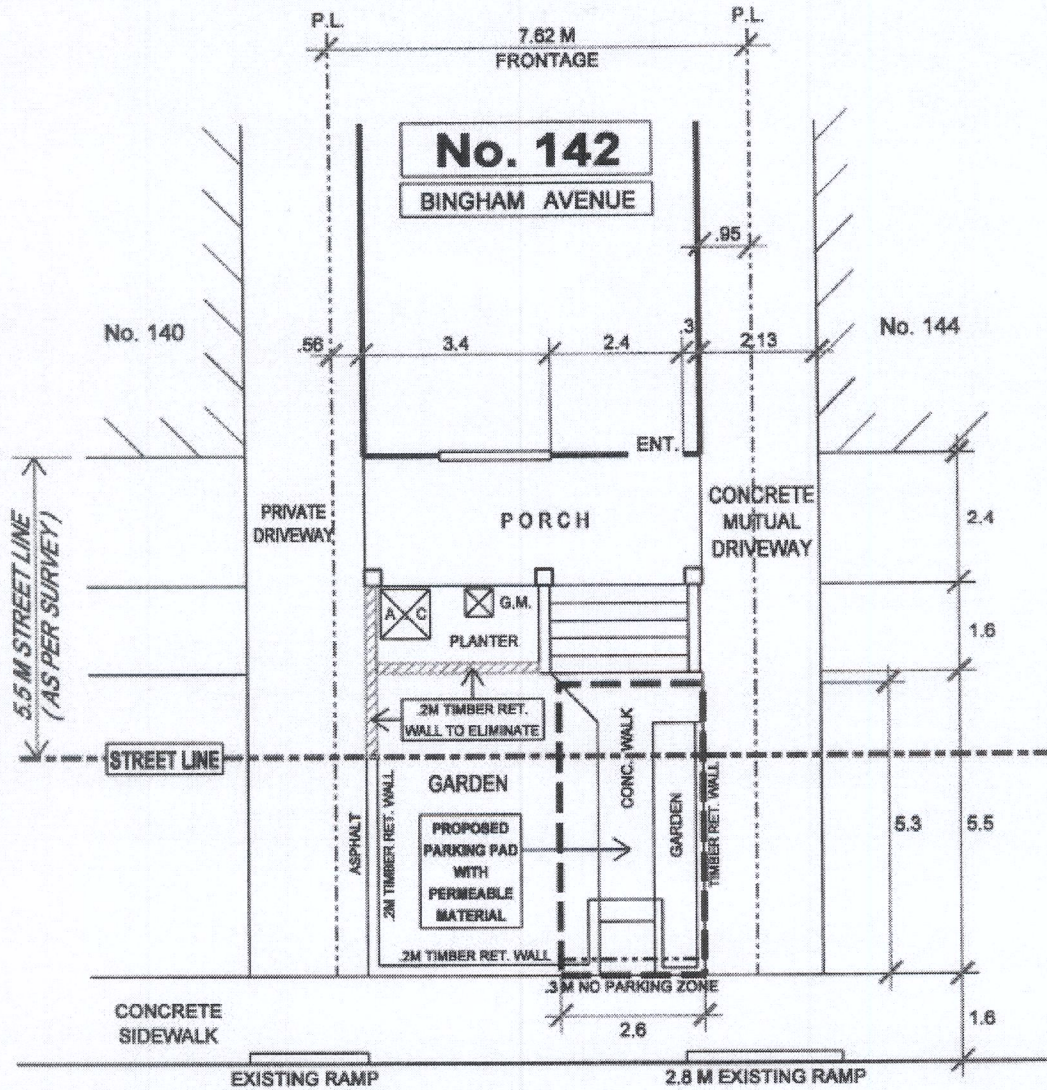 P.L.
P.L.
7.62 M
FRONTAGE
No. 142
BINGHAM AVENUE
.95
No. 140
No. 144
.56
3.4
2.4
.3
2.13
ENT.
5.5 M STREET LINE
(AS PER SURVEY)
PRIVATE
DRIVEWAY
PORCH
CONCRETE
MUTUAL
DRIVEWAY
2.4
A C
G.M.
PLANTER
1.6
.2M TIMBER RET.
WALL TO ELIMINATE
CONC. WALK
STREET LINE
GARDEN
ASPHALT
.2M TIMBER RET. WALL
PROPOSED
PARKING PAD
WITH
PERMEABLE
MATERIAL
GARDEN
TIMBER RET. WALL
5.3
5.5
.2M TIMBER RET. WALL
.3 M NO PARKING ZONE
2.6
CONCRETE
SIDEWALK
1.6
EXISTING RAMP
2.8 M EXISTING RAMP